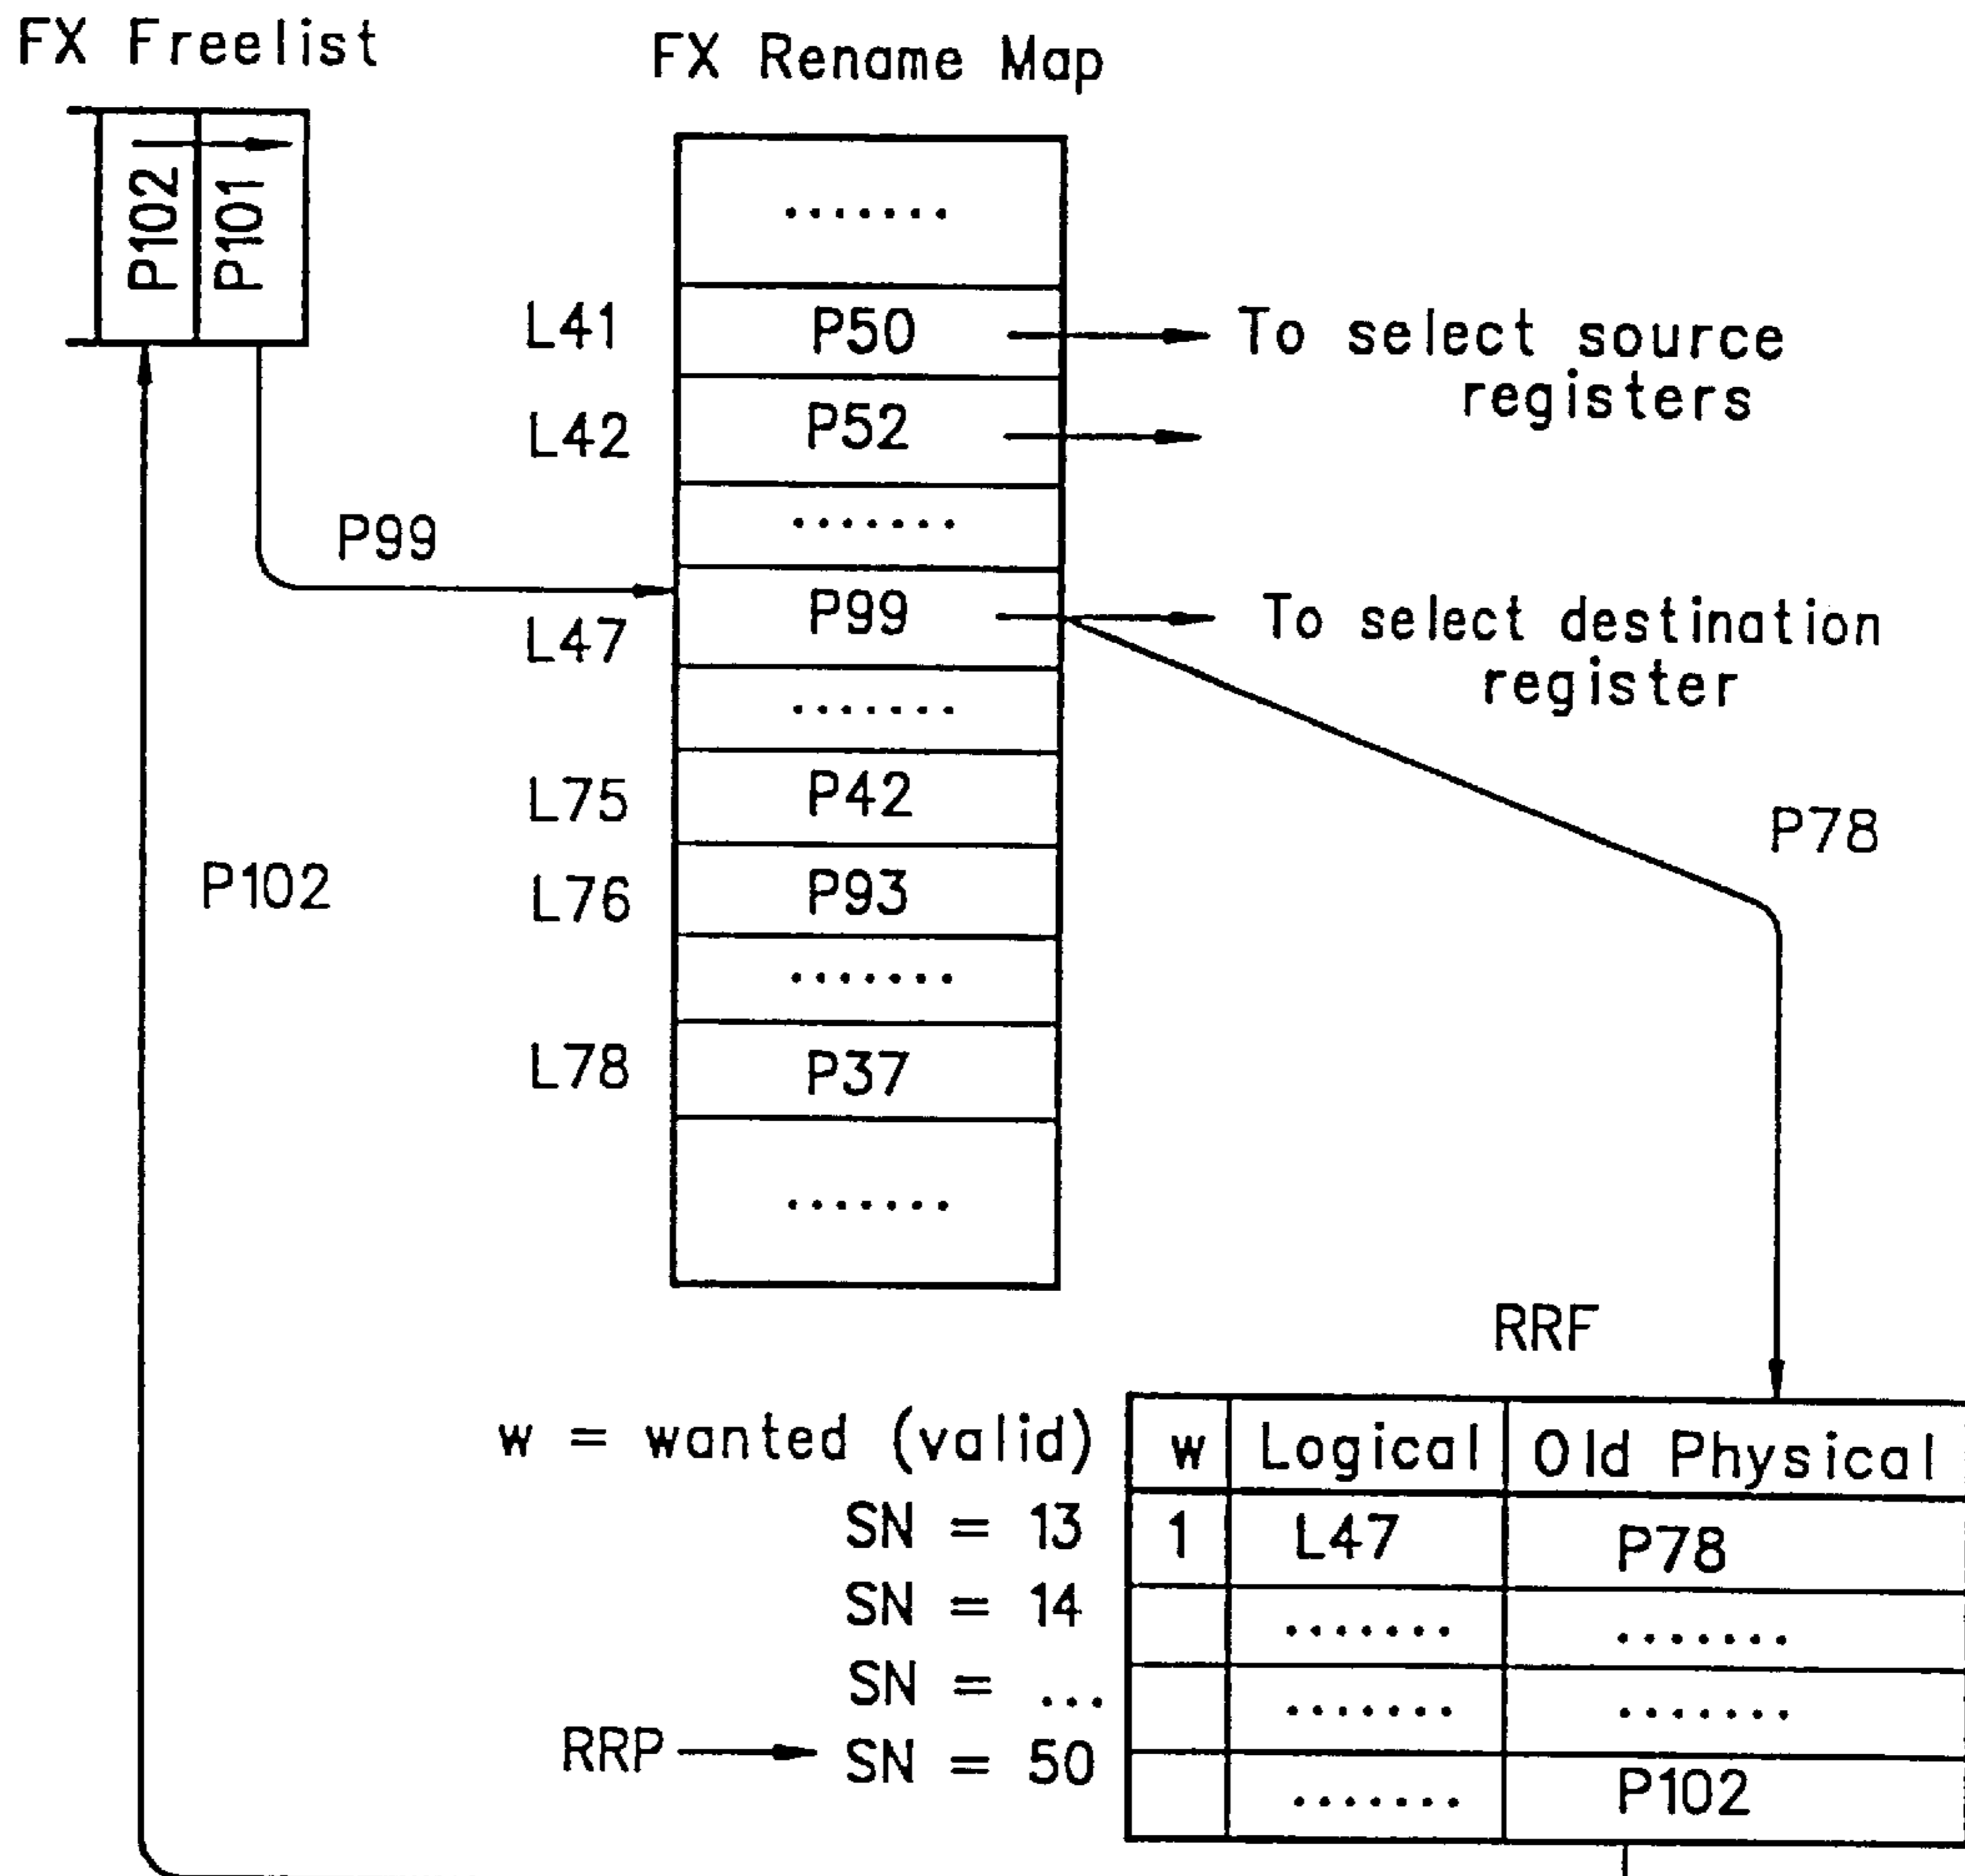 FX Freelist
FX Rename Map
P102
P101
.......
L41
P50
To select source
registers
L42
P52
.......
P99
L47
P99
To select destination
register
.......
L75
P42
P78
L76
P93
P102
.......
L78
P37
.......
RRF
w = wanted (valid)
w Logical Old Physical
SN = 13
1 L47 P78
SN = 14
....... .......
SN = ...
....... .......
RRP
SN = 50
....... P102